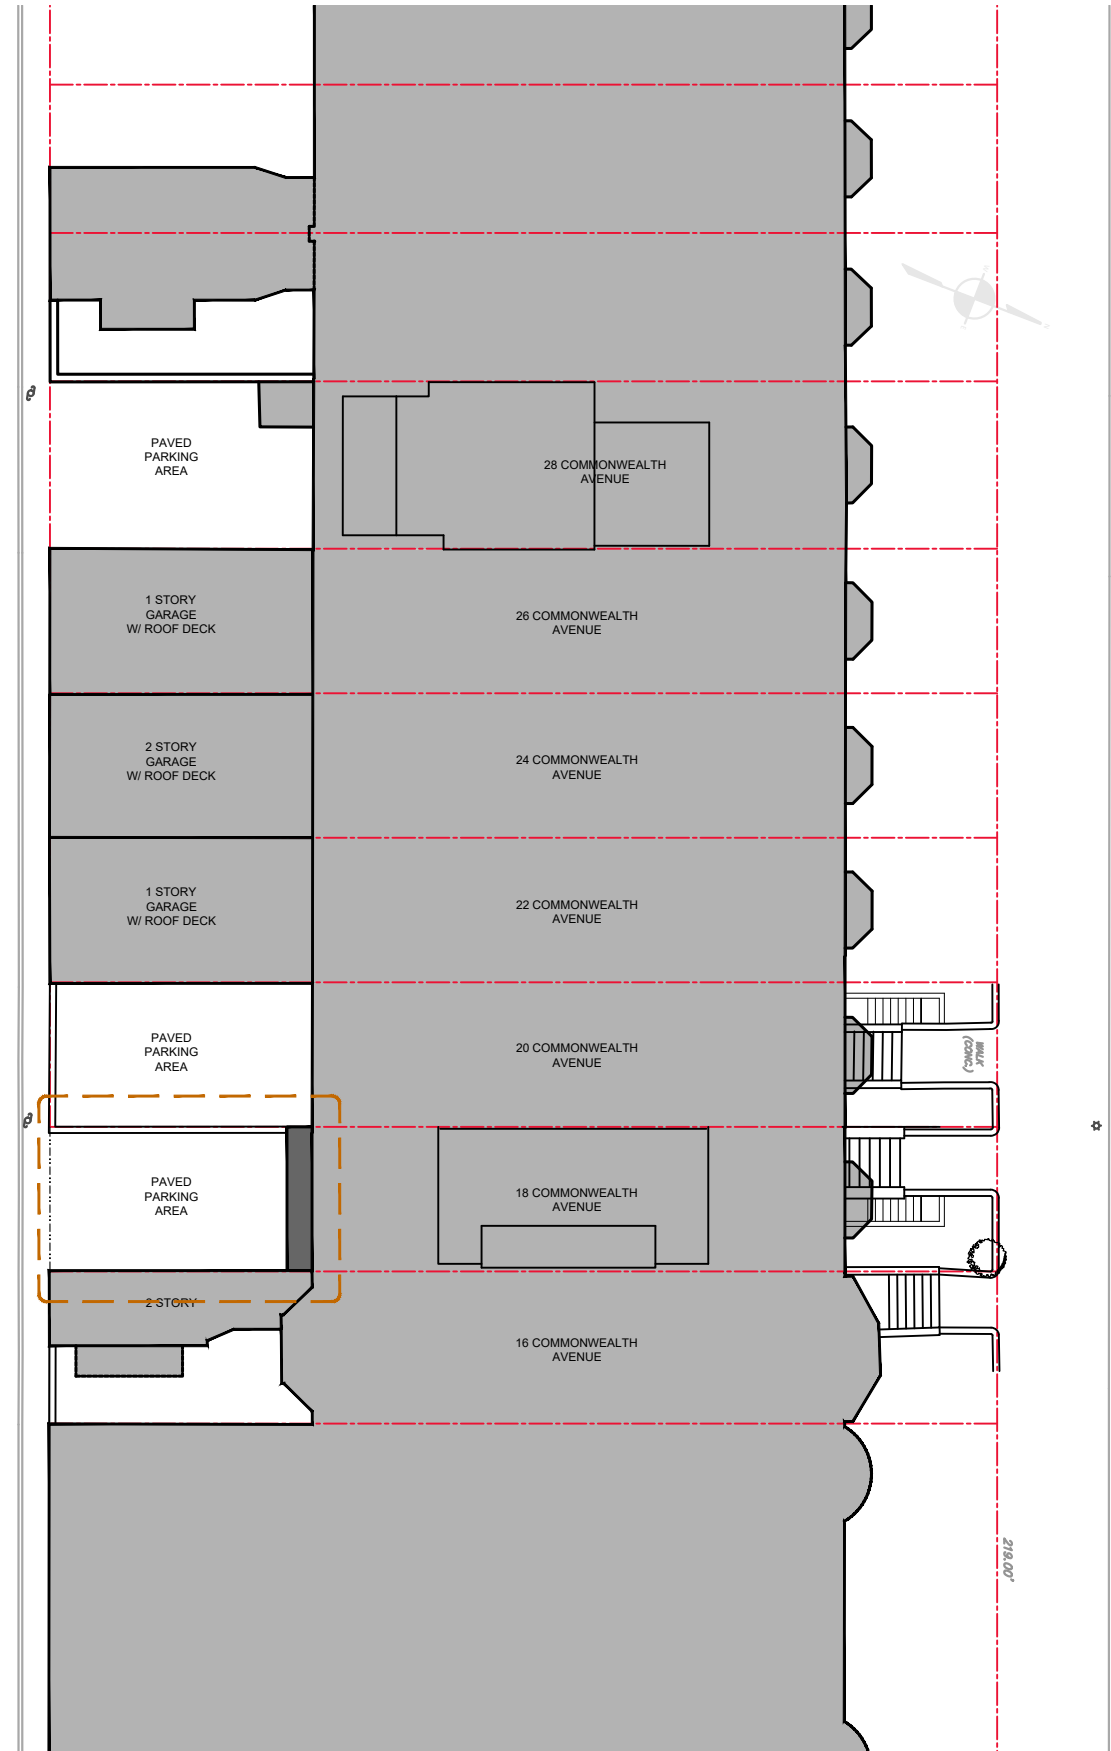 PAVED
PARKING
AREA
28 COMMONWEALTH
AVENUE
1 STORY
GARAGE
W/ ROOF DECK
26 COMMONWEALTH
AVENUE
2 STORY
GARAGE
W/ ROOF DECK
24 COMMONWEALTH
AVENUE
1 STORY
GARAGE
W/ ROOF DECK
22 COMMONWEALTH
AVENUE
PAVED
PARKING
AREA
20 COMMONWEALTH
AVENUE
WALK
(CONC.)
PAVED
PARKING
AREA
18 COMMONWEALTH
AVENUE
2 STORY
16 COMMONWEALTH
AVENUE
219.00'